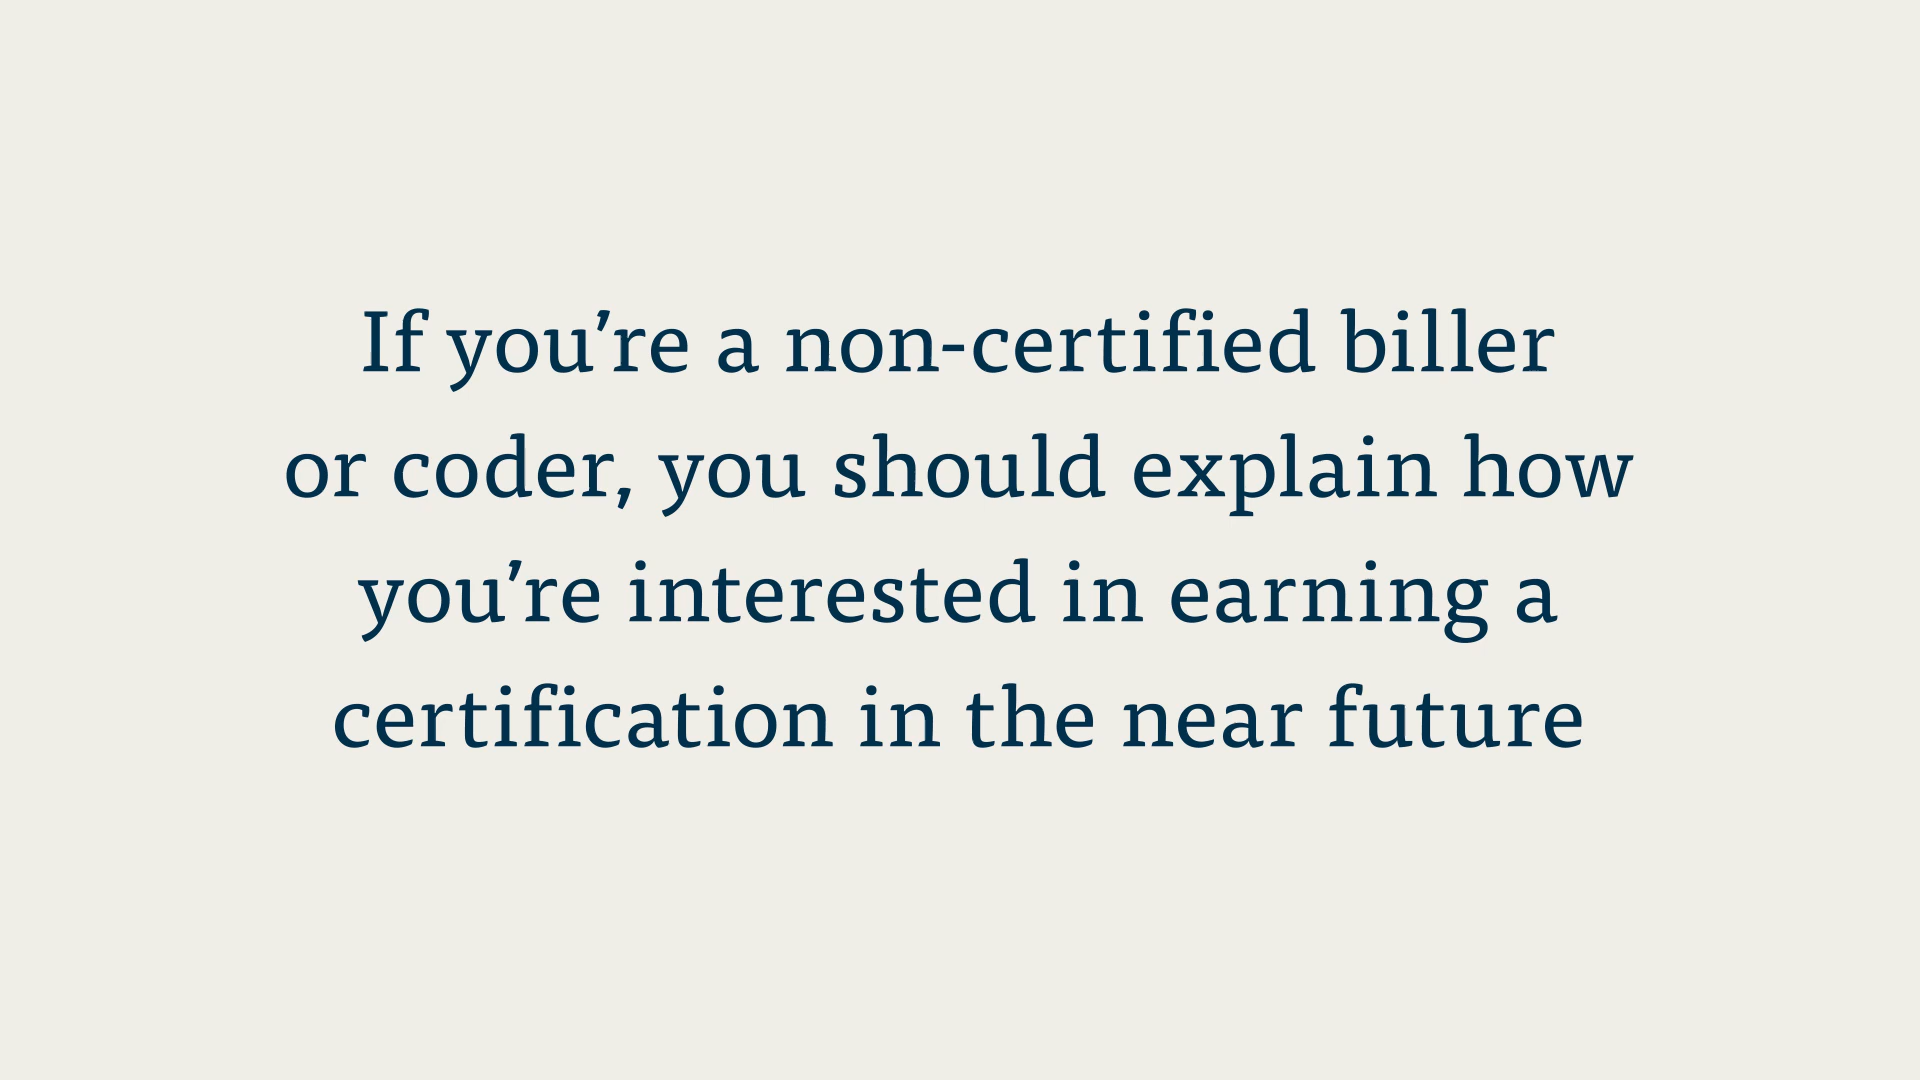 If you’re a non-certified biller
or coder, you should explain how
you’re interested in earning a
certification in the near future